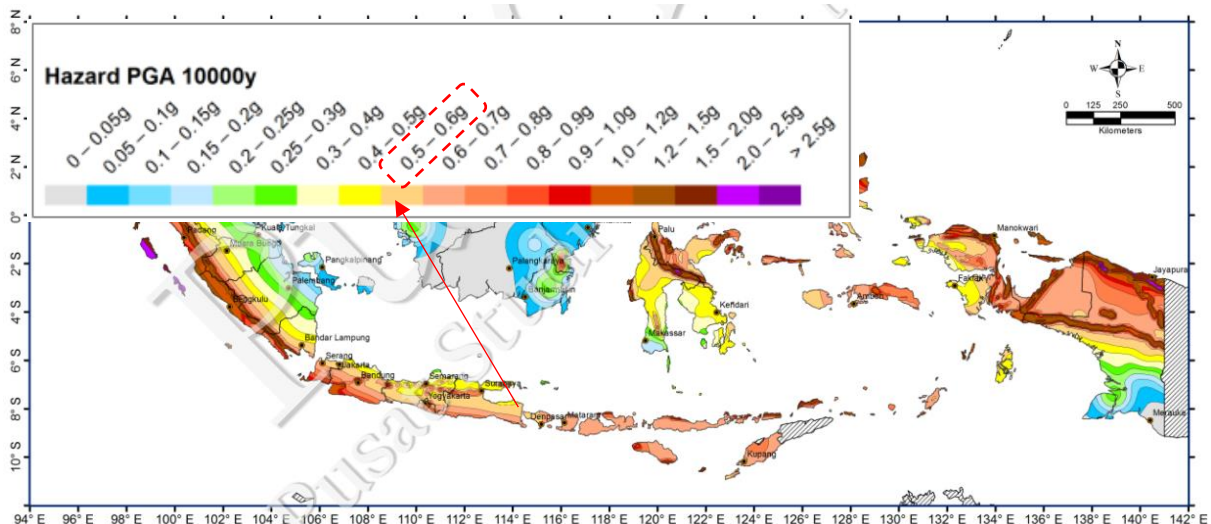 Hazard PGA 10000y
0 – 0.05g
0.05 – 0.1g
0.1 – 0.15g
0.15 – 0.2g
0.2 – 0.25g
0.25 – 0.3g
0.3 – 0.4g
0.4 – 0.5g
0.5 – 0.6g
0.6 – 0.7g
0.7 – 0.8g
0.8 – 0.9g
0.9 – 1.0g
1.0 – 1.2g
1.2 – 1.5g
1.5 – 2.0g
2.0 – 2.5g
> 2.5g
N
W E
S
0 125 250 500
Kilometers
8° N
6° N
4° N
2° N
0°
2° S
4° S
6° S
8° S
10° S
Padang
Kuala Tungkal
Muara Bungo
Pangkalpinang
Palembang
Bengkulu
Bandar Lampung
Serang
Jakarta
Bandung
Semarang
Yogyakarta
Surabaya
Denpasar
Mataram
Kupang
Palangkaraya
Banjarmasin
Palu
Kendari
Makassar
Ambon
Fakfak
Manokwari
Jayapura
Merauke
Pusat Stu
94° E 96° E 98° E 100° E 102° E 104° E 106° E 108° E 110° E 112° E 114° E 116° E 118° E 120° E 122° E 124° E 126° E 128° E 130° E 132° E 134° E 136° E 138° E 140° E 142° E